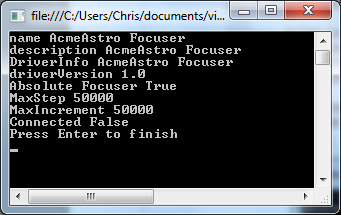 file:///C:/Users/Chris/documents/vi...
name AcmeAstro Focuser
description AcmeAstro Focuser
DriverInfo AcmeAstro Focuser
driverVersion 1.0
Absolute Focuser True
MaxStep 50000
MaxIncrement 50000
Connected False
Press Enter to finish